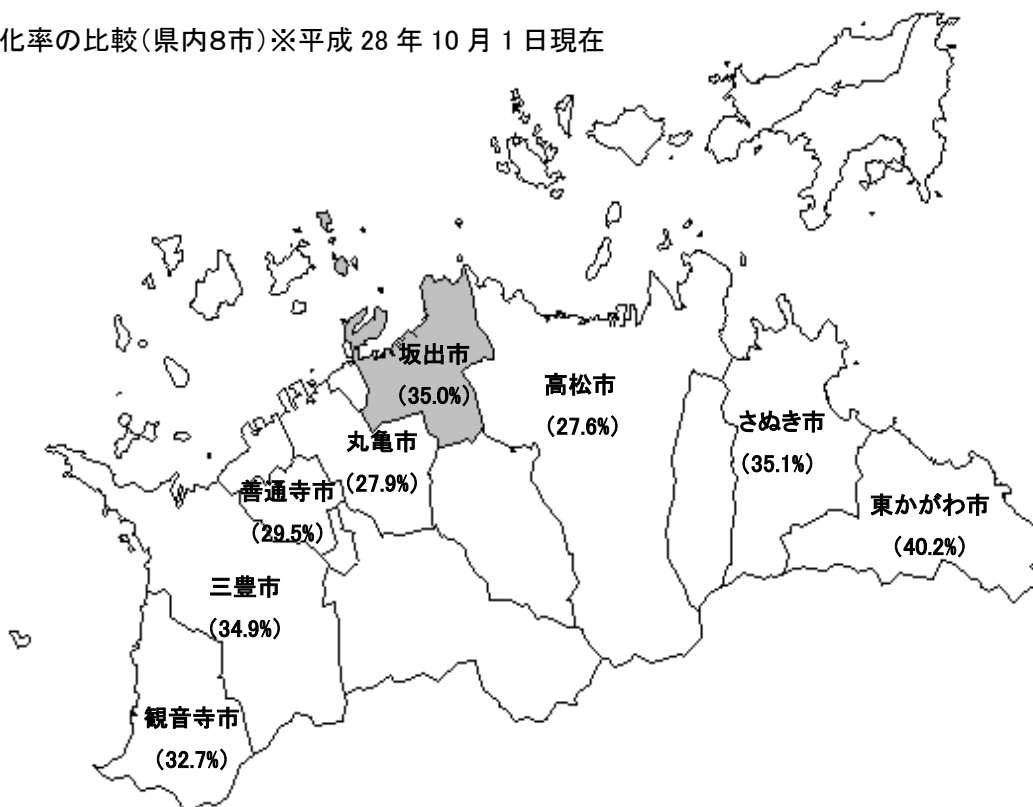 化率の比較(県内8市)※平成 28 年 10 月 1 日現在
坂出市
(35.0%)
高松市
(27.6%)
さぬき市
(35.1%)
丸亀市
(27.9%)
善通寺市
(29.5%)
東かがわ市
(40.2%)
三豊市
(34.9%)
観音寺市
(32.7%)